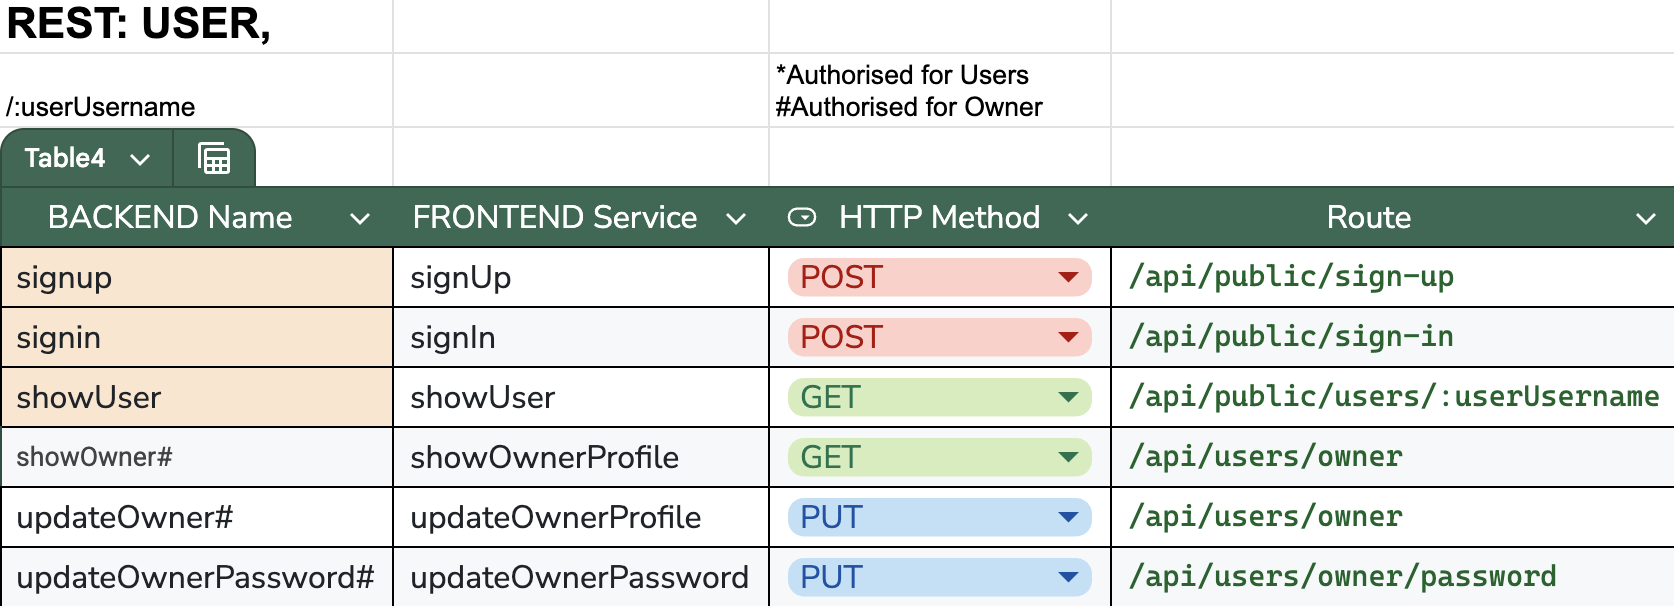 REST: USER,
*Authorised for Users
/:userUsername #Authorised for Owner
Table4
BACKEND Name FRONTEND Service HTTP Method Route
signup signUp POST /api/public/sign-up
signin signIn POST /api/public/sign-in
showUser showUser GET /api/public/users/:userUsername
showOwner# showOwnerProfile GET /api/users/owner
updateOwner# updateOwnerProfile PUT /api/users/owner
updateOwnerPassword# updateOwnerPassword PUT /api/users/owner/password